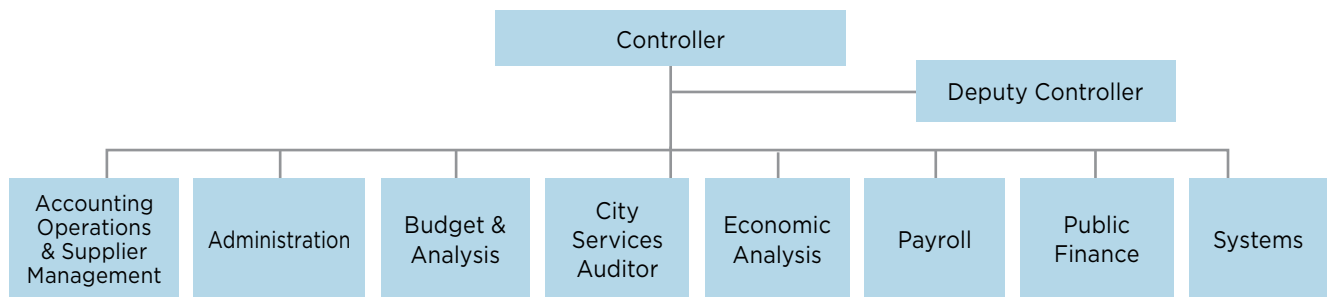 Controller
Deputy Controller
Accounting
Operations
& Supplier
Management
Administration
Budget &
Analysis
City
Services
Auditor
Economic
Analysis
Payroll
Public
Finance
Systems